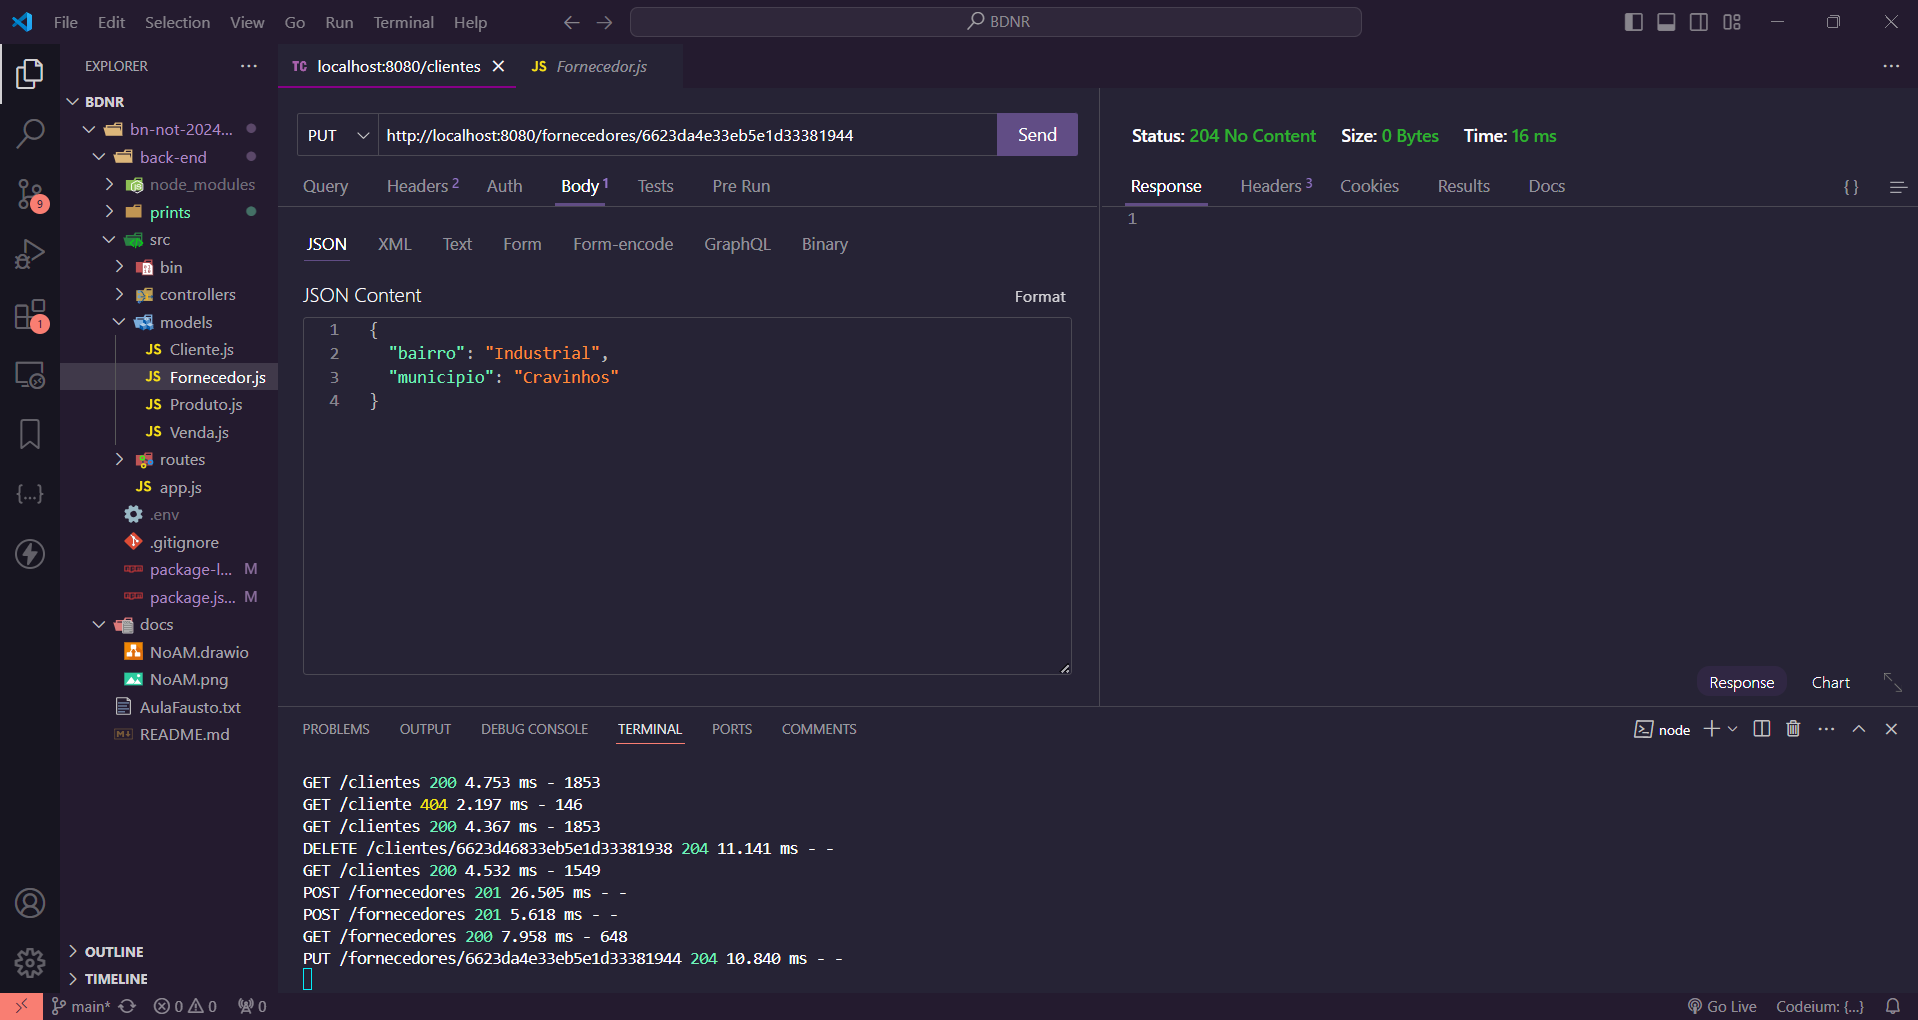 File Edit Selection View Go Run Terminal Help
BDNR
EXPLORER
BDNR
bn-not-2024...
back-end
node_modules
prints
src
bin
controllers
models
JS Cliente.js
JS Fornecedor.js
JS Produto.js
JS Venda.js
routes
JS app.js
.env
.gitignore
package-l... M
package.js... M
docs
NoAM.drawio
NoAM.png
AulaFausto.txt
README.md
OUTLINE
TIMELINE
9
1
TC localhost:8080/clientes
JS Fornecedor.js
PUT http://localhost:8080/fornecedores/6623da4e33eb5e1d33381944 Send
Query Headers 2 Auth Body 1 Tests Pre Run
JSON XML Text Form Form-encode GraphQL Binary
JSON Content Format
1 {
2 "bairro": "Industrial",
3 "municipio": "Cravinhos"
4 }
Status: 204 No Content Size: 0 Bytes Time: 16 ms
Response Headers 3 Cookies Results Docs { }
1
Response Chart
PROBLEMS OUTPUT DEBUG CONSOLE TERMINAL PORTS COMMENTS
node
GET /clientes 200 4.753 ms - 1853
GET /cliente 404 2.197 ms - 146
GET /clientes 200 4.367 ms - 1853
DELETE /clientes/6623d46833eb5e1d33381938 204 11.141 ms - -
GET /clientes 200 4.532 ms - 1549
POST /fornecedores 201 26.505 ms - -
POST /fornecedores 201 5.618 ms - -
GET /fornecedores 200 7.958 ms - 648
PUT /fornecedores/6623da4e33eb5e1d33381944 204 10.840 ms - -
main* 0 0 0
Go Live Codeium: {...}